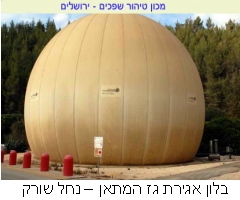 מכון טיהור שפכים - ירושלים
בלון אגירת גז המתאן – נחל שורק